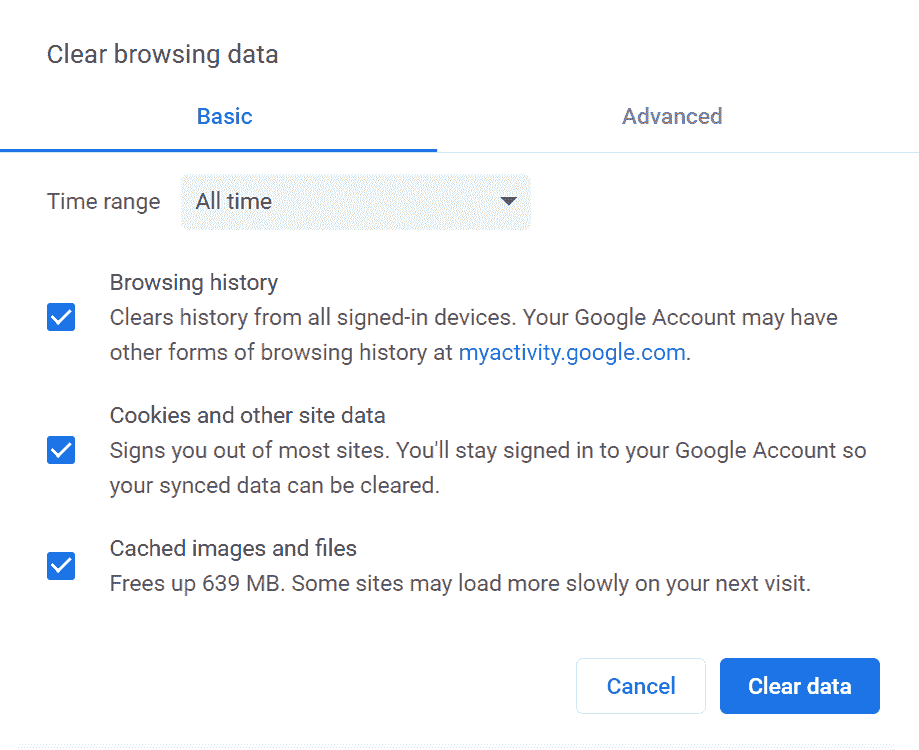 Clear browsing data
Basic
Advanced
Time range
All time
Browsing history
Clears history from all signed-in devices. Your Google Account may have
other forms of browsing history at myactivity.google.com.
Cookies and other site data
Signs you out of most sites. You'll stay signed in to your Google Account so
your synced data can be cleared.
Cached images and files
Frees up 639 MB. Some sites may load more slowly on your next visit.
Cancel
Clear data